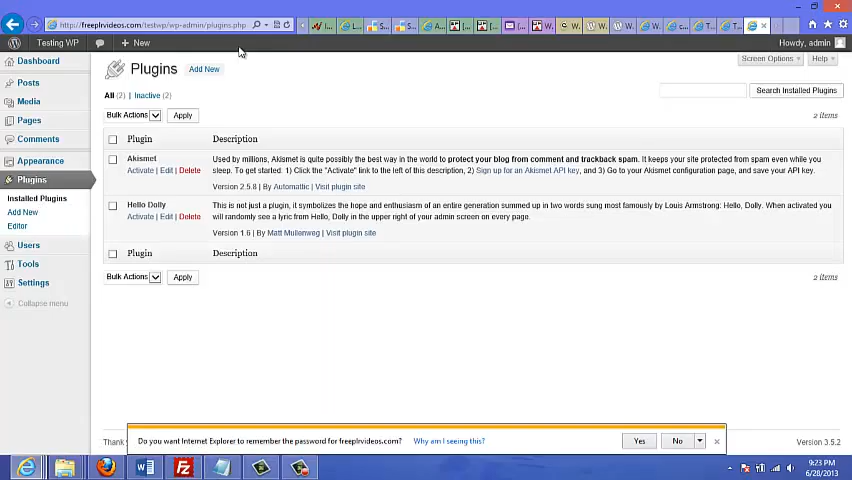 http://freeplrvideos.com/testwp/wp-admin/plugins.php
Testing WP
New
Howdy, admin
Dashboard
Posts
Media
Pages
Comments
Appearance
Plugins
Installed Plugins
Add New
Editor
Users
Tools
Settings
Collapse menu
Plugins Add New
Screen Options
Help
All (2) | Inactive (2)
Search Installed Plugins
Bulk Actions
Apply
2 items
Plugin Description
Akismet
Activate | Edit | Delete
Used by millions, Akismet is quite possibly the best way in the world to protect your blog from comment and trackback spam. It keeps your site protected from spam even while you
sleep. To get started: 1) Click the "Activate" link to the left of this description, 2) Sign up for an Akismet API key, and 3) Go to your Akismet configuration page, and save your API key.
Version 2.5.8 | By Automattic | Visit plugin site
Hello Dolly
Activate | Edit | Delete
This is not just a plugin, it symbolizes the hope and enthusiasm of an entire generation summed up in two words sung most famously by Louis Armstrong: Hello, Dolly. When activated you
will randomly see a lyric from Hello, Dolly in the upper right of your admin screen on every page.
Version 1.6 | By Matt Mullenweg | Visit plugin site
Plugin Description
Bulk Actions
Apply
2 items
Thank
Do you want Internet Explorer to remember the password for freeplrvideos.com?
Why am I seeing this?
Yes
No
Version 3.5.2
9:23 PM
6/28/2013